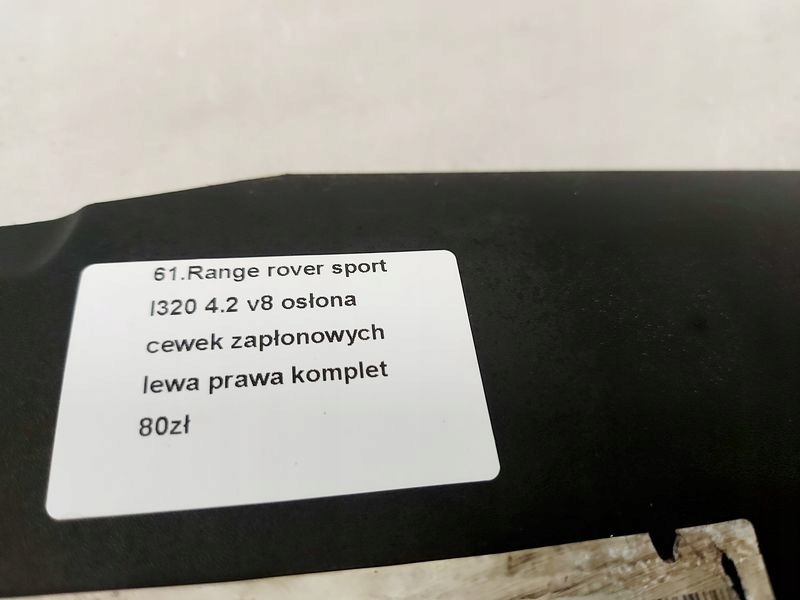 61.Range rover sport
l320 4.2 v8 osłona
cewek zapłonowych
lewa prawa komplet
80zł